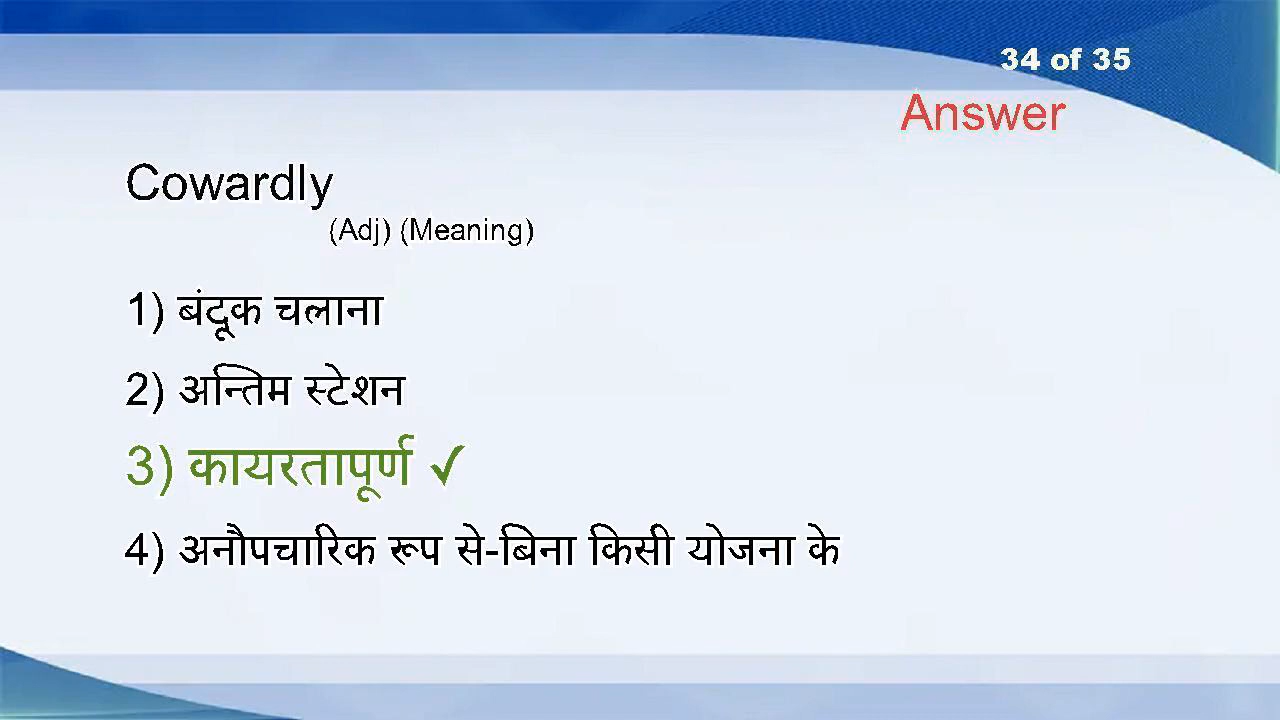 34 of 35
Answer
Cowardly
(Adj) (Meaning)
1) बंदूक चलाना
2) अन्तिम स्टेशन
3) कायरतापूर्ण ✓
4) अनौपचारिक रूप से-बिना किसी योजना के